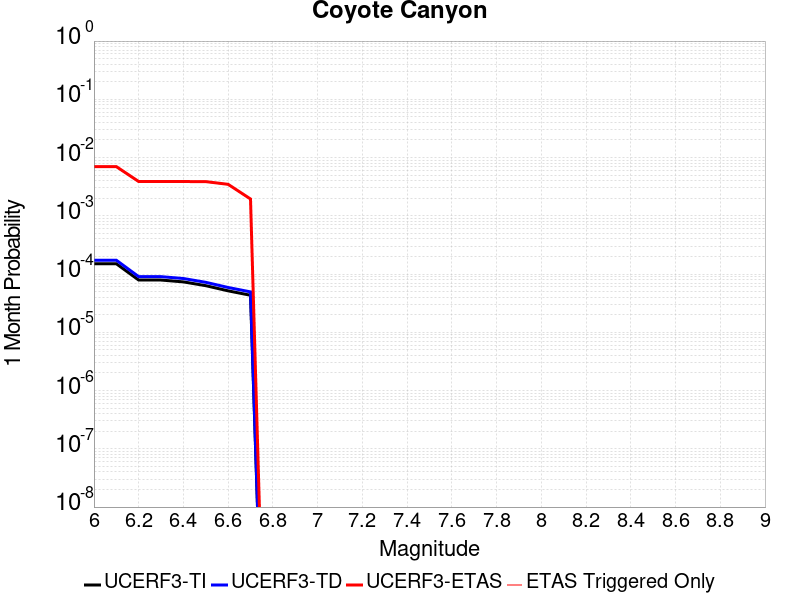 Coyote Canyon
10^0
10^-1
10^-2
10^-3
10^-4
10^-5
10^-6
10^-7
10^-8
1 Month Probability
6 6.2 6.4 6.6 6.8 7 7.2 7.4 7.6 7.8 8 8.2 8.4 8.6 8.8 9
Magnitude
UCERF3-TI UCERF3-TD UCERF3-ETAS ETAS Triggered Only